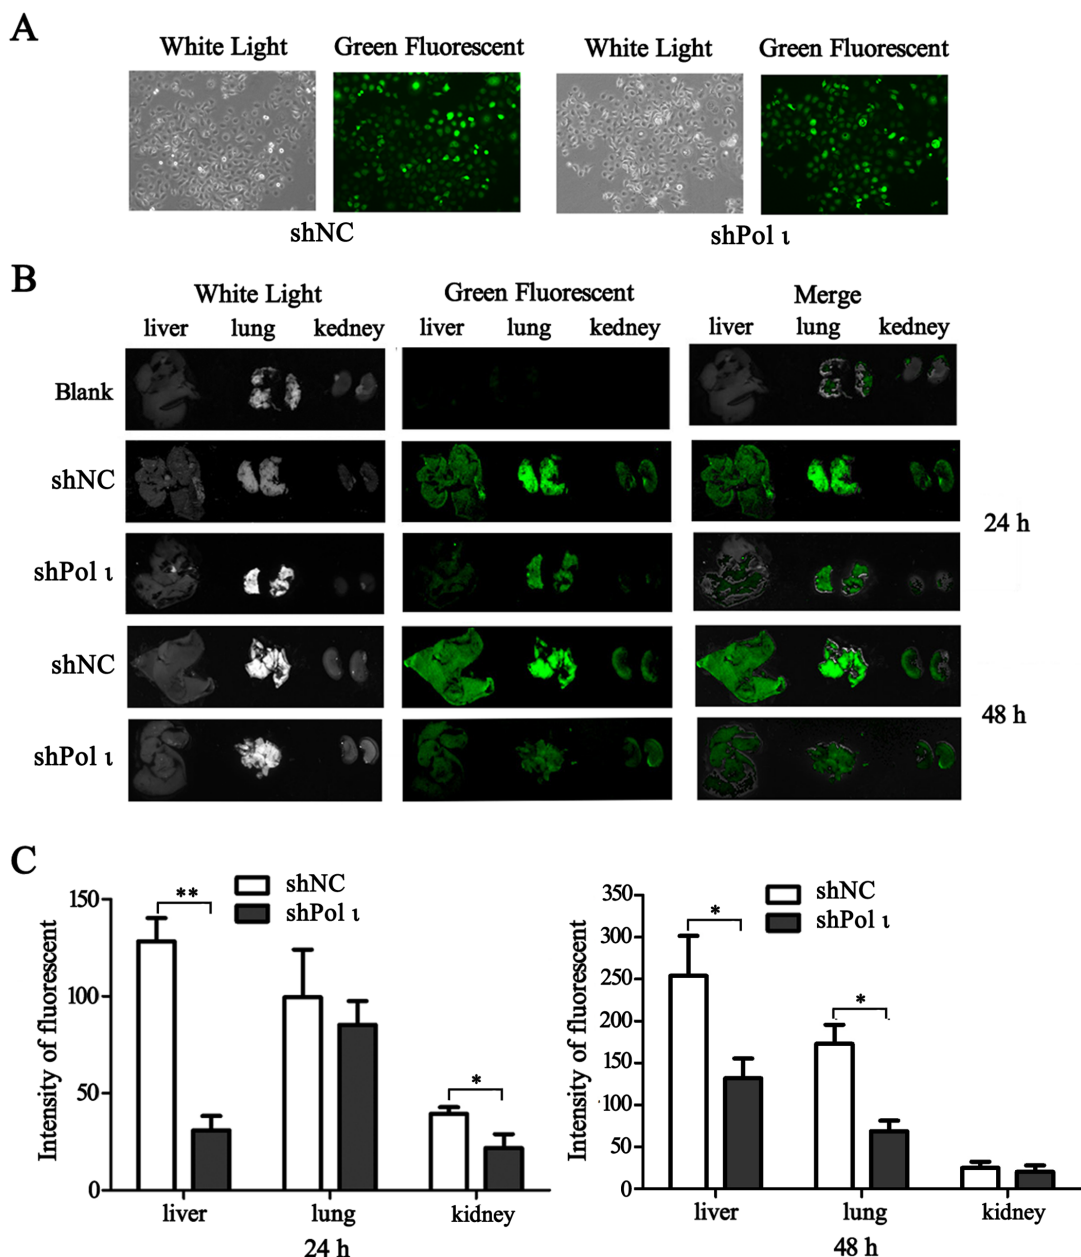 A
White Light Green Fluorescent White Light Green Fluorescent
shNC shPol ι
B
White Light Green Fluorescent Merge
liver lung kedney liver lung kedney liver lung kedney
Blank
shNC
24 h
shPol ι
shNC
48 h
shPol ι
C
Intensity of fluorescent
150
100
50
0
**
*
shNC
shPol ι
liver lung kidney
24 h
Intensity of fluorescent
350
300
250
200
150
100
50
0
*
*
shNC
shPol ι
liver lung kidney
48 h